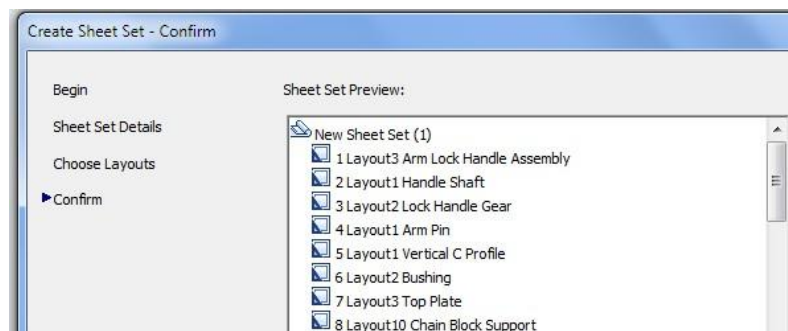 Create Sheet Set - Confirm
Begin
Sheet Set Details
Choose Layouts
Confirm
Sheet Set Preview:
New Sheet Set (1)
1 Layout3 Arm Lock Handle Assembly
2 Layout1 Handle Shaft
3 Layout2 Lock Handle Gear
4 Layout1 Arm Pin
5 Layout1 Vertical C Profile
6 Layout2 Bushing
7 Layout3 Top Plate
8 Layout10 Chain Block Support